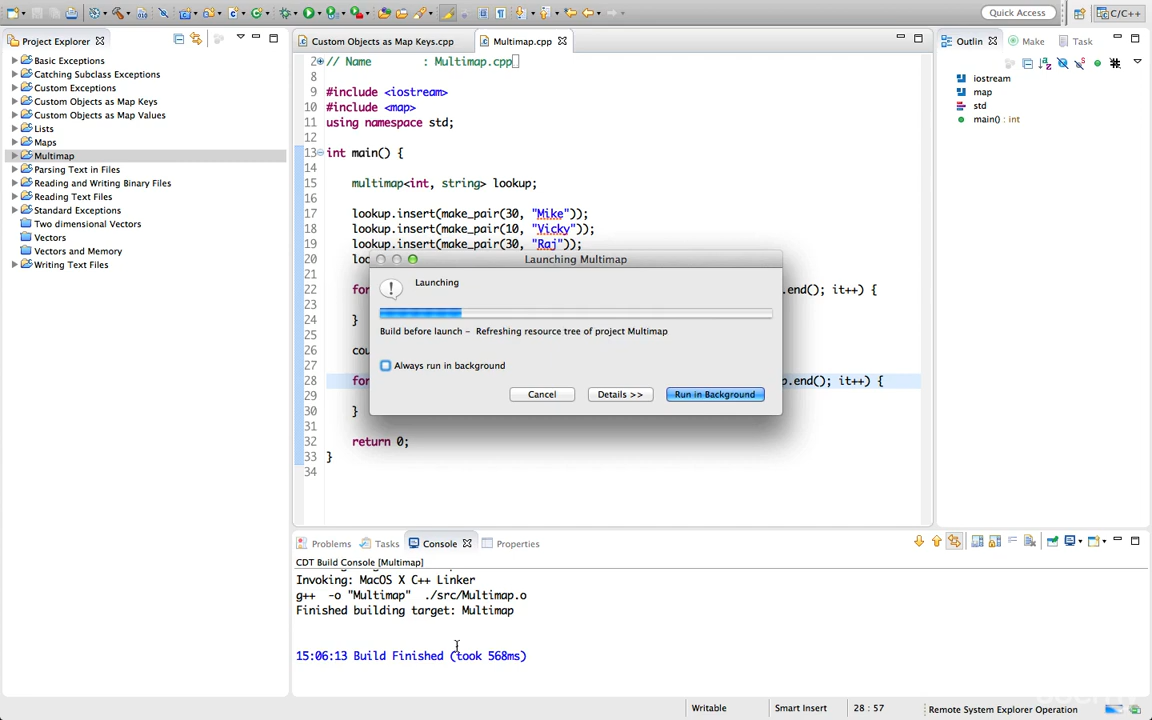 Quick Access
C/C++
Project Explorer
Basic Exceptions
Catching Subclass Exceptions
Custom Exceptions
Custom Objects as Map Keys
Custom Objects as Map Values
Lists
Maps
Multimap
Parsing Text in Files
Reading and Writing Binary Files
Reading Text Files
Standard Exceptions
Two dimensional Vectors
Vectors
Vectors and Memory
Writing Text Files
Custom Objects as Map Keys.cpp
Multimap.cpp
2 // Name : Multimap.cpp
8
9 #include <iostream>
10 #include <map>
11 using namespace std;
12
13 int main() {
14
15 multimap<int, string> lookup;
16
17 lookup.insert(make_pair(30, "Mike"));
18 lookup.insert(make_pair(10, "Vicky"));
19 lookup.insert(make_pair(30, "Raj"));
20 loo
21
22 for .end(); it++) {
23
24 }
25
26 cou
27
28 for p.end(); it++) {
29
30 }
31
32 return 0;
33 }
34
Launching Multimap
Launching
Build before launch – Refreshing resource tree of project Multimap
Always run in background
Cancel
Details >>
Run in Background
Outlin
Make
Task
iostream
map
std
main() : int
Problems
Tasks
Console
Properties
CDT Build Console [Multimap]
Invoking: MacOS X C++ Linker
g++ -o "Multimap" ./src/Multimap.o
Finished building target: Multimap
15:06:13 Build Finished (took 568ms)
Writable
Smart Insert
28 : 57
Remote System Explorer Operation